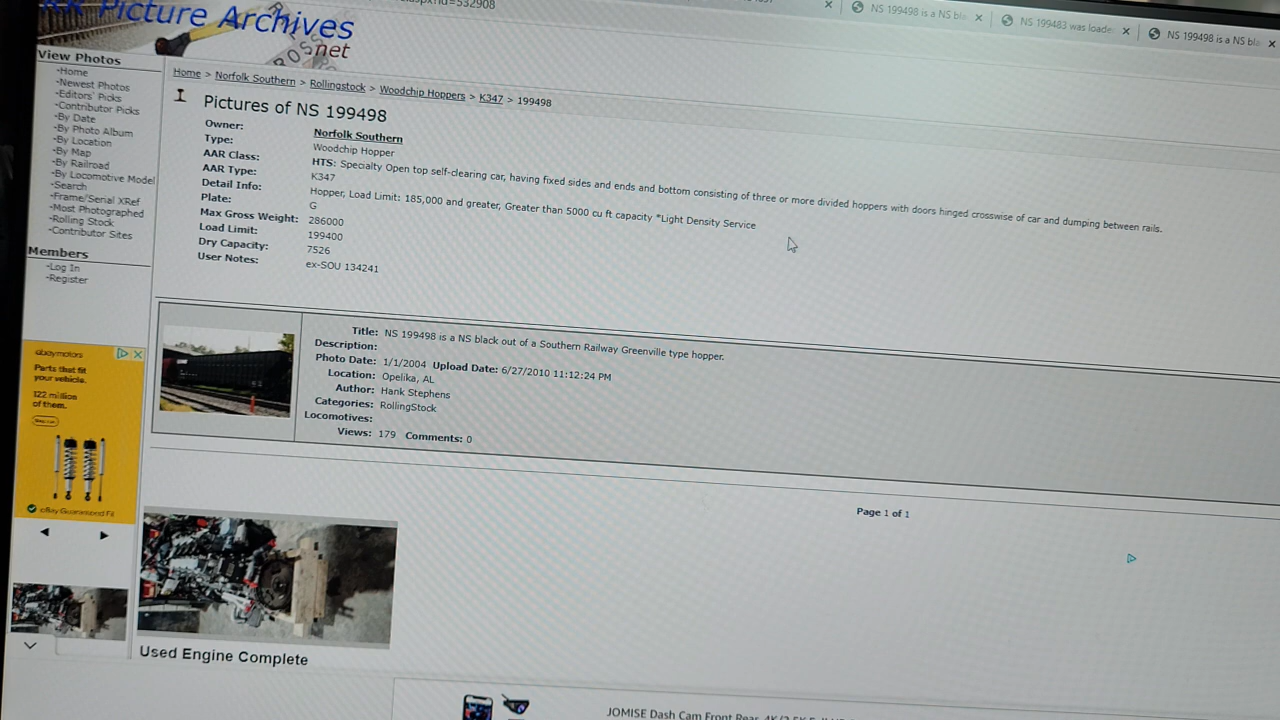 =532908
NS 199498 is a NS bla
NS 199483 was loade
NS 199498 is a NS bla
RR Picture Archives
net
View Photos
-Home
-Newest Photos
-Editors' Picks
-Contributor Picks
-By Date
-By Photo Album
-By Location
-By Map
-By Railroad
-By Locomotive Model
-Search
-Frame/Serial XRef
-Most Photographed
-Rolling Stock
-Contributor Sites
Members
-Log In
-Register
Home > Norfolk Southern > Rollingstock > Woodchip Hoppers > K347 > 199498
Pictures of NS 199498
Owner: Norfolk Southern
Type: Woodchip Hopper
AAR Class: HTS: Specialty Open top self-clearing car, having fixed sides and ends and bottom consisting of three or more divided hoppers with doors hinged crosswise of car and dumping between rails.
AAR Type: K347
Detail Info: Hopper, Load Limit: 185,000 and greater, Greater than 5000 cu ft capacity *Light Density Service
Plate: G
Max Gross Weight: 286000
Load Limit: 199400
Dry Capacity: 7526
User Notes: ex-SOU 134241
Title: NS 199498 is a NS black out of a Southern Railway Greenville type hopper.
Description:
Photo Date: 1/1/2004 Upload Date: 6/27/2010 11:12:24 PM
Location: Opelika, AL
Author: Hank Stephens
Categories: RollingStock
Locomotives:
Views: 179 Comments: 0
Page 1 of 1
ebaymotors
Parts that fit
your vehicle.
122 million
of them.
eBay Guaranteed Fit
Used Engine Complete
JOMISE Dash Cam Front Rear,